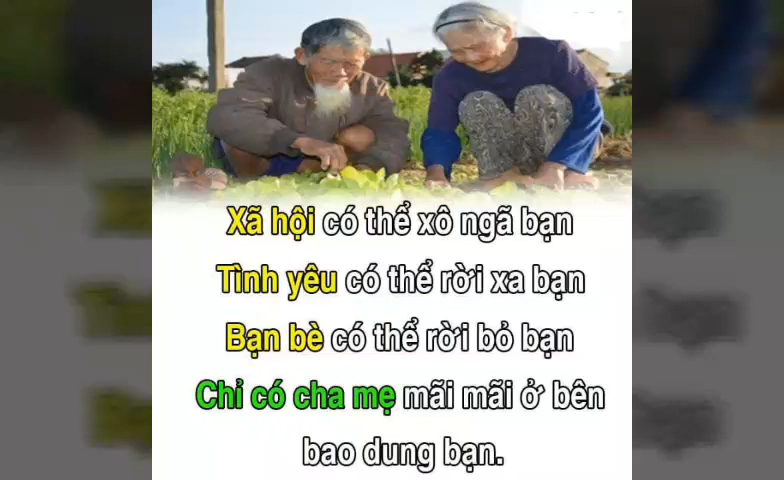 Xã hội có thể xô ngã bạn
Tình yêu có thể rời xa bạn
Bạn bè có thể rời bỏ bạn
Chỉ có cha mẹ mãi mãi ở bên
bao dung bạn.